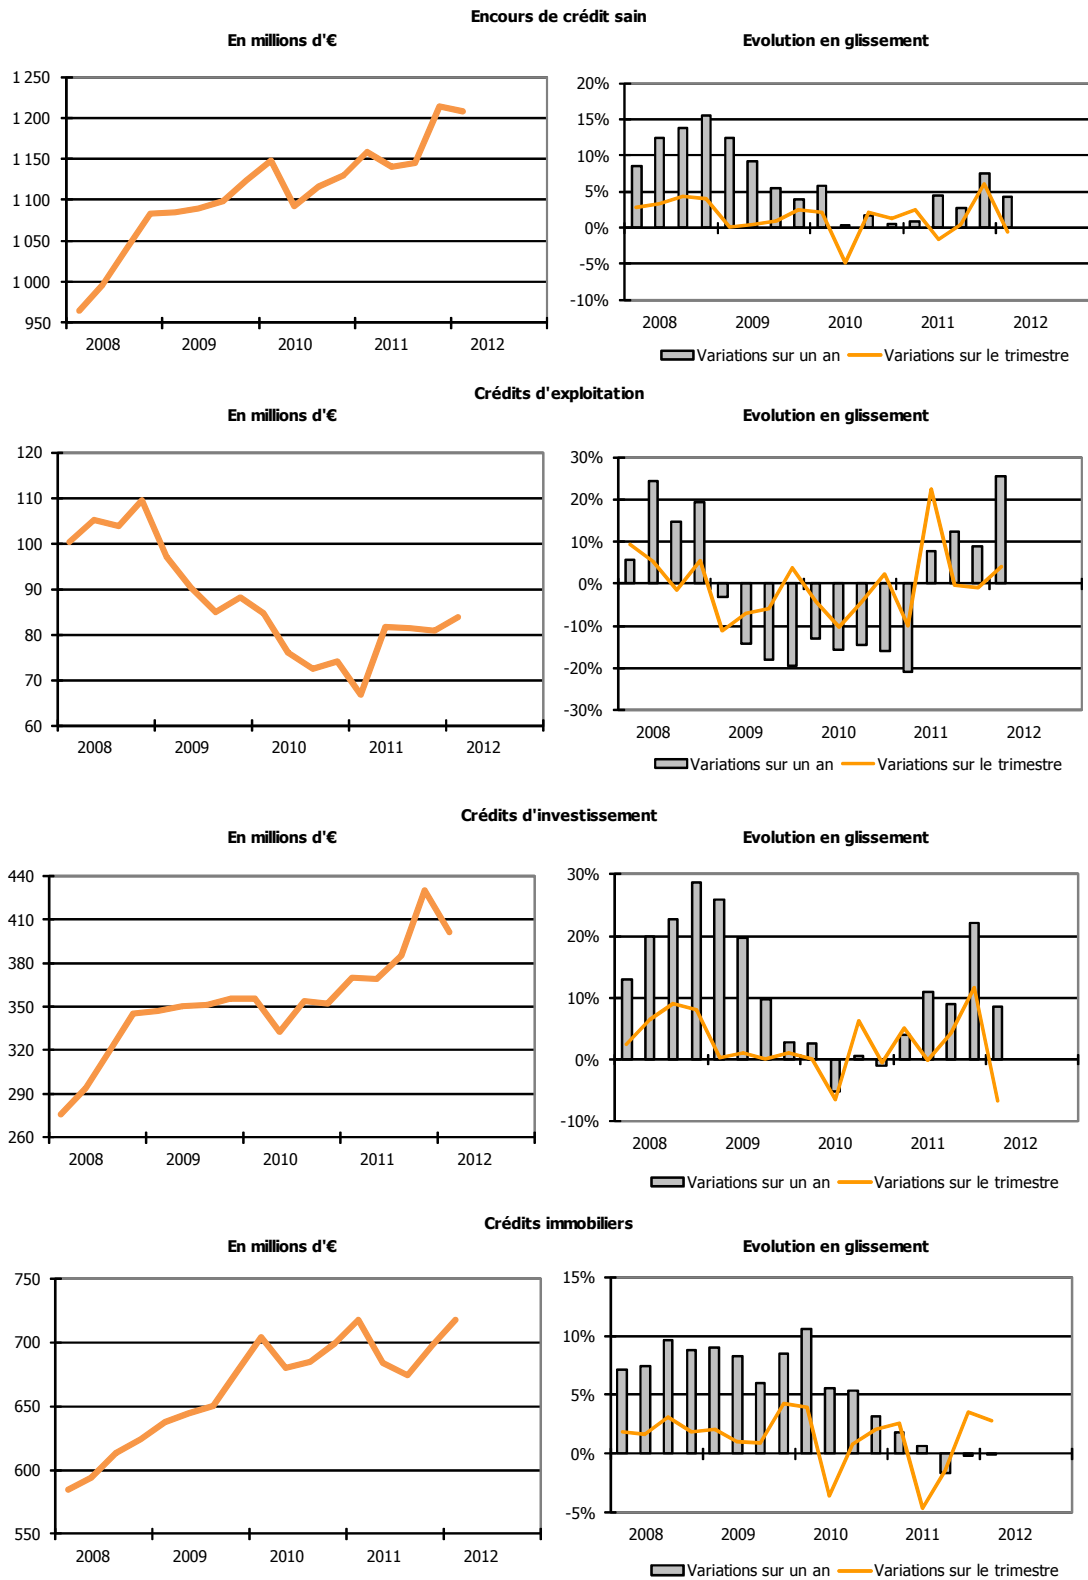 Encours de crédit sain
En millions d'€
Evolution en glissement
1 250
1 200
1 150
1 100
1 050
1 000
950
2008 2009 2010 2011 2012
20%
15%
10%
5%
0%
-5%
-10%
2008 2009 2010 2011 2012
Variations sur un an Variations sur le trimestre
Crédits d'exploitation
En millions d'€
Evolution en glissement
120
110
100
90
80
70
60
2008 2009 2010 2011 2012
30%
20%
10%
0%
-10%
-20%
-30%
2008 2009 2010 2011 2012
Variations sur un an Variations sur le trimestre
Crédits d'investissement
En millions d'€
Evolution en glissement
440
410
380
350
320
290
260
2008 2009 2010 2011 2012
30%
20%
10%
0%
-10%
2008 2009 2010 2011 2012
Variations sur un an Variations sur le trimestre
Crédits immobiliers
En millions d'€
Evolution en glissement
750
700
650
600
550
2008 2009 2010 2011 2012
15%
10%
5%
0%
-5%
2008 2009 2010 2011 2012
Variations sur un an Variations sur le trimestre